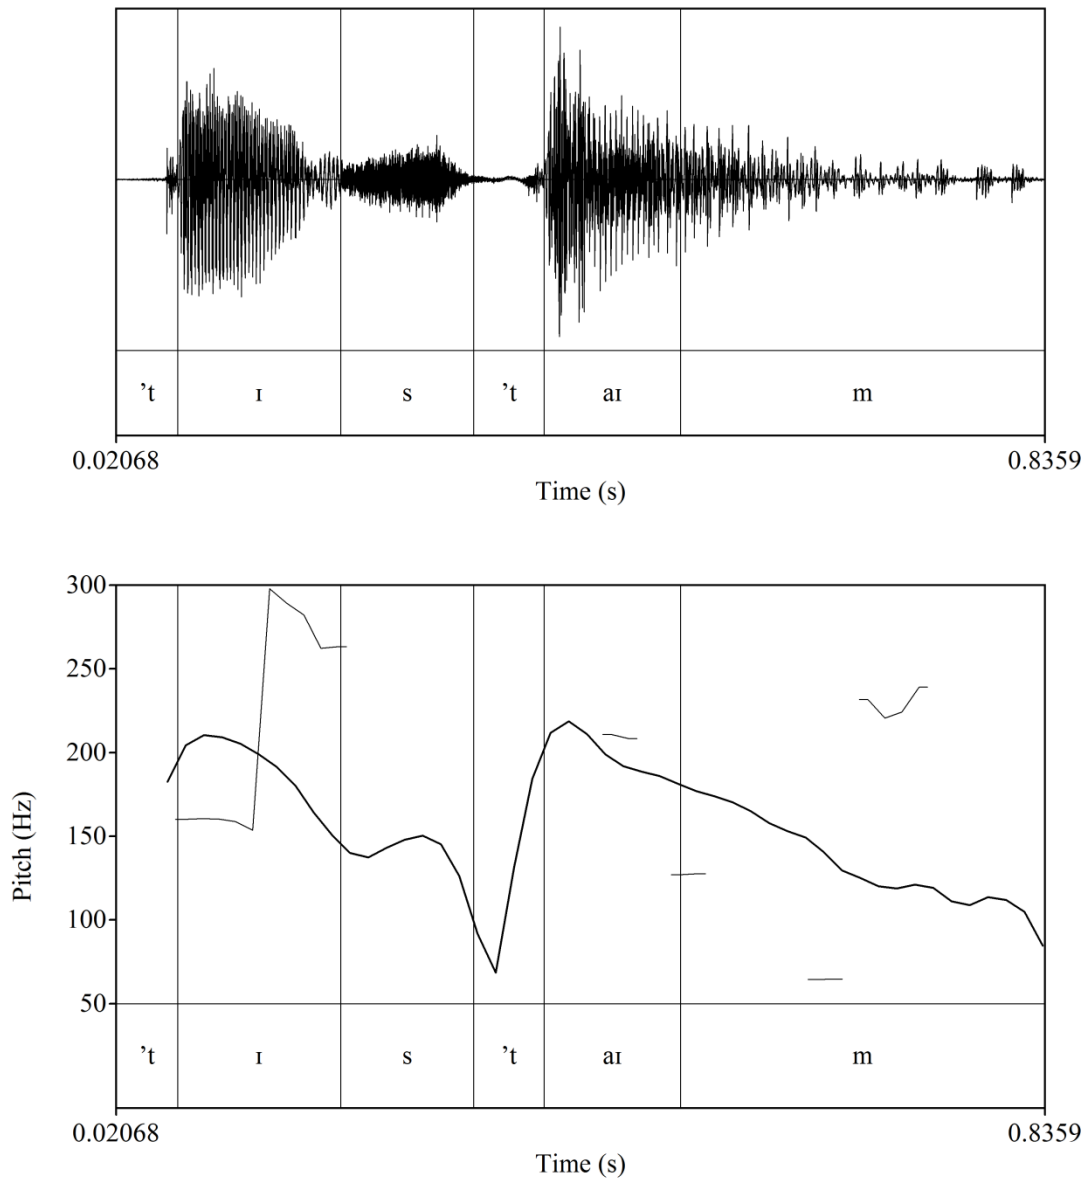 ’t ɪ s ’t aɪ m
0.02068 0.8359
Time (s)
300
250
200
150
100
50
Pitch (Hz)
’t ɪ s ’t aɪ m
0.02068 0.8359
Time (s)